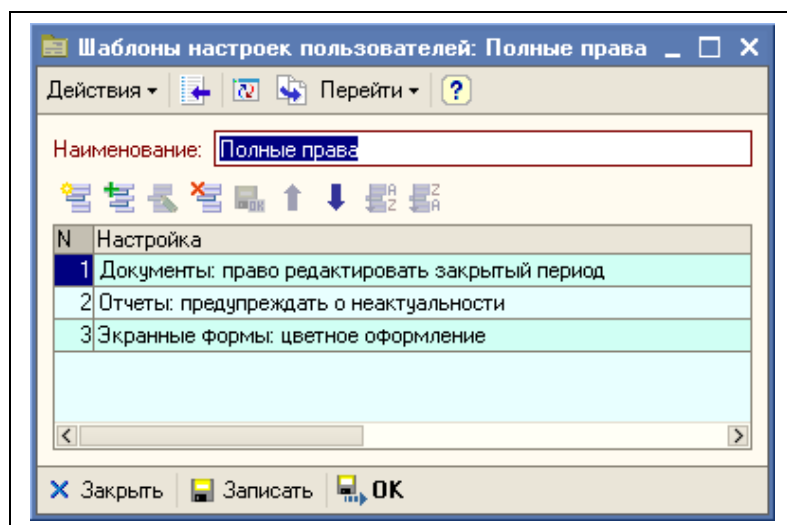 Шаблоны настроек пользователей: Полные права
Действия Перейти ?
Наименование: Полные права
N Настройка
1 Документы: право редактировать закрытый период
2 Отчеты: предупреждать о неактуальности
3 Экранные формы: цветное оформление
Закрыть Записать OK